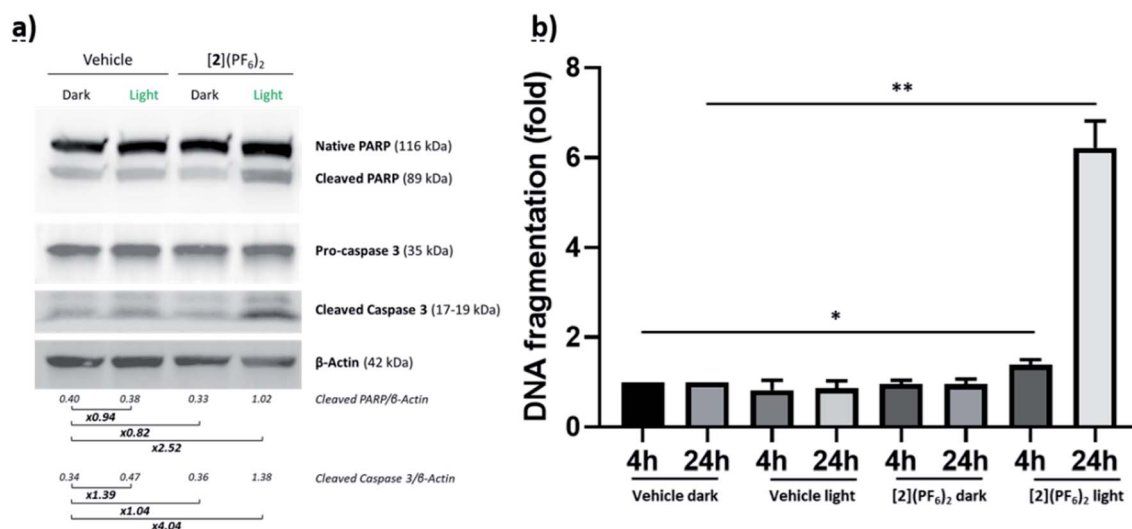 a)
Vehicle [2](PF₆)₂
Dark Light Dark Light
Native PARP (116 kDa)
Cleaved PARP (89 kDa)
Pro-caspase 3 (35 kDa)
Cleaved Caspase 3 (17-19 kDa)
β-Actin (42 kDa)
0.40 0.38 0.33 1.02 Cleaved PARP/β-Actin
x0.94
x0.82
x2.52
0.34 0.47 0.36 1.38 Cleaved Caspase 3/β-Actin
x1.39
x1.04
x4.04
b)
DNA fragmentation (fold)
8
6
4
2
0
**
*
4h 24h 4h 24h 4h 24h 4h 24h
Vehicle dark Vehicle light [2](PF₆)₂ dark [2](PF₆)₂ light